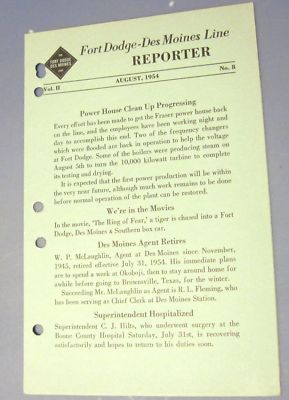 FORT DODGE
DES MOINES
LINE
Fort Dodge-Des Moines Line
REPORTER
Vol. II
AUGUST, 1954
No. 8
Power House Clean Up Progressing
Every effort has been made to get the Fraser power house back
on the line, and the employees have been working night and
day to accomplish this end. Two of the frequency changers
which were flooded are back in operation to help the voltage
at Fort Dodge. Some of the boilers were producing steam on
August 5th to turn the 10,000 kilowatt turbine to complete
its testing and drying.
It is expected that the first power production will be within
the very near future, although much work remains to be done
before normal operation of the plant can be restored.
We're in the Movies
In the movie, 'The Ring of Fear,' a tiger is chased into a Fort
Dodge, Des Moines & Southern box car.
Des Moines Agent Retires
W. P. McLaughlin, Agent at Des Moines since November,
1945, retired effective July 31, 1954. His immediate plans
are to spend a week at Okoboji, then to stay around home for
awhile before going to Brownsville, Texas, for the winter.
Succeeding Mr. McLaughlin as Agent is R. L. Fleming, who
has been serving as Chief Clerk at Des Moines Station.
Superintendent Hospitalized
Superintendent C. J. Hilts, who underwent surgery at the
Boone County Hospital Saturday, July 31st, is recovering
satisfactorily and hopes to return to his duties soon.